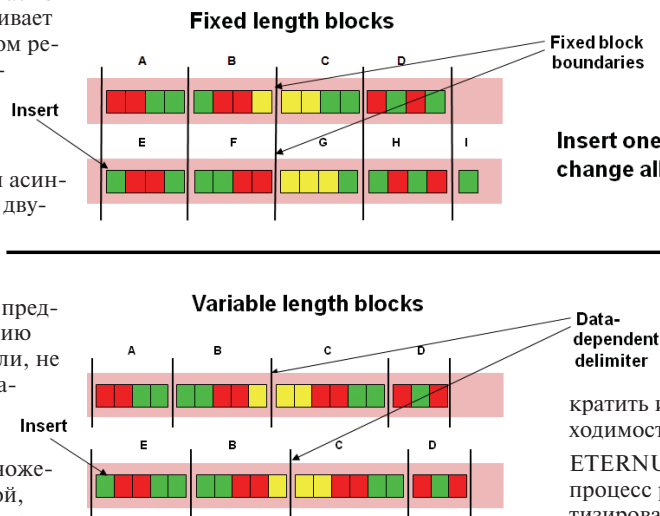 ивает
ом ре-
Fixed length blocks
A B C D
Fixed block
boundaries
Insert
E F G H I
Insert one
change all
и асин-
дву-
пред-
ию
ли, не
а-
Variable length blocks
A B C D
Data-
dependent
delimiter
Insert
E B C D
ноже-
ой,
кратить и
ходимост
ETERNU
процесс р